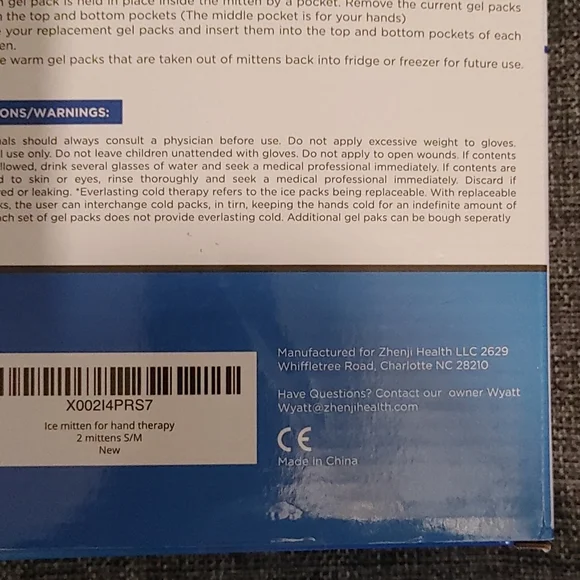 gel pack is held in place inside the mitten by a pocket. Remove the current gel packs
the top and bottom pockets (The middle pocket is for your hands)
your replacement gel packs and insert them into the top and bottom pockets of each
en.
e warm gel packs that are taken out of mittens back into fridge or freezer for future use.
ONS/WARNINGS:
als should always consult a physician before use. Do not apply excessive weight to gloves.
l use only. Do not leave children unattended with gloves. Do not apply to open wounds. If contents
llowed, drink several glasses of water and seek a medical professional immediately. If contents are
d to skin or eyes, rinse thoroughly and seek a medical professional immediately. Discard if
ed or leaking. *Everlasting cold therapy refers to the ice packs being replaceable. With replaceable
ks, the user can interchange cold packs, in tirn, keeping the hands cold for an indefinite amount of
ch set of gel packs does not provide everlasting cold. Additional gel paks can be bough seperatly
Manufactured for Zhenji Health LLC 2629
Whiffletree Road, Charlotte NC 28210
Have Questions? Contact our owner Wyatt
Wyatt@zhenjihealth.com
CE
Made in China
X002I4PRS7
Ice mitten for hand therapy
2 mittens S/M
New